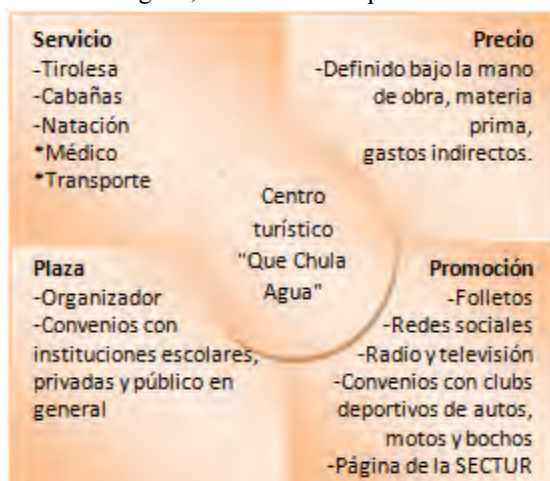 Servicio
-Tirolesa
-Cabañas
-Natación
*Médico
*Transporte
Precio
-Definido bajo la mano
de obra, materia
prima,
gastos indirectos.
Centro
turístico
"Que Chula
Agua"
Plaza
-Organizador
-Convenios con
instituciones escolares,
privadas y público en
general
Promoción
-Folletos
-Redes sociales
-Radio y televisión
-Convenios con clubs
deportivos de autos,
motos y bochos
-Página de la SECTUR